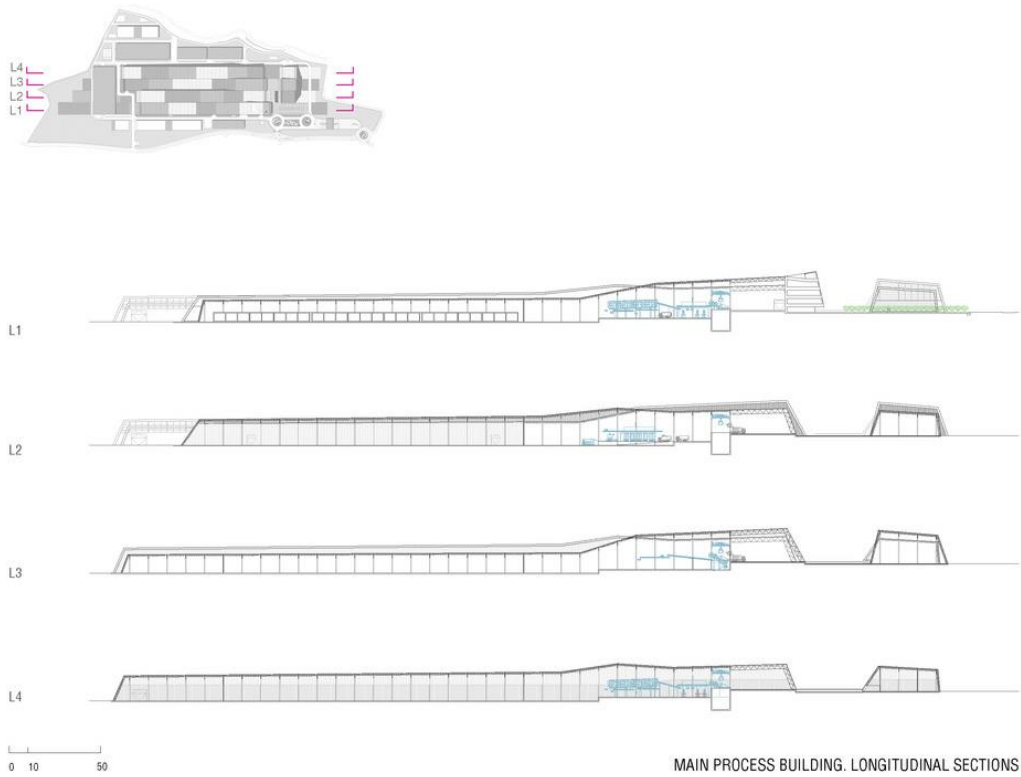 L4
L3
L2
L1
L1
L2
L3
L4
0 10 50
MAIN PROCESS BUILDING. LONGITUDINAL SECTIONS